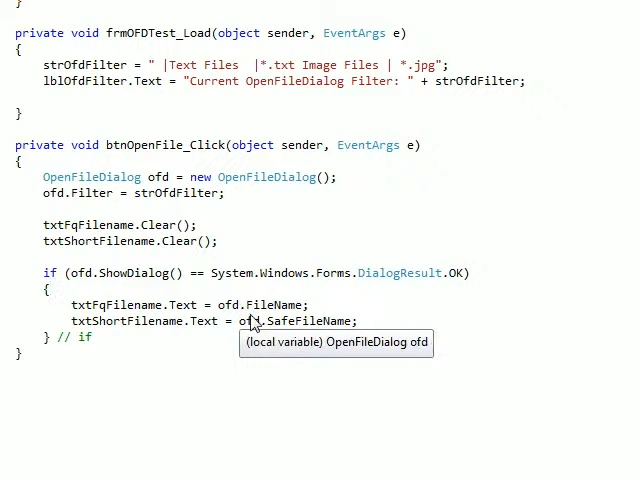 }
private void frmOFDTest_Load(object sender, EventArgs e)
{
strOfdFilter = " |Text Files  |*.txt Image Files | *.jpg";
lblOfdFilter.Text = "Current OpenFileDialog Filter: " + strOfdFilter;
}
private void btnOpenFile_Click(object sender, EventArgs e)
{
OpenFileDialog ofd = new OpenFileDialog();
ofd.Filter = strOfdFilter;
txtFqFilename.Clear();
txtShortFilename.Clear();
if (ofd.ShowDialog() == System.Windows.Forms.DialogResult.OK)
{
txtFqFilename.Text = ofd.FileName;
txtShortFilename.Text = ofd.SafeFileName;
} // if
(local variable) OpenFileDialog ofd
}